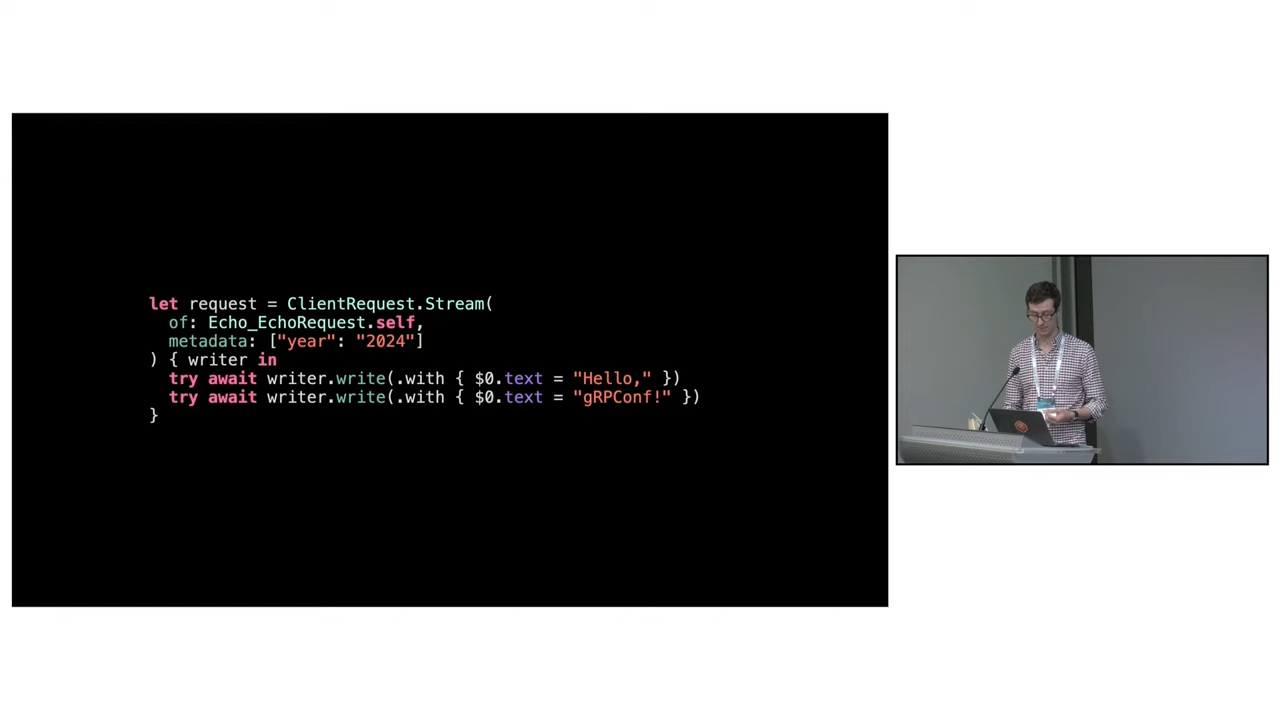 let request = ClientRequest.Stream(
  of: Echo_EchoRequest.self,
  metadata: ["year": "2024"]
) { writer in
  try await writer.write(.with { $0.text = "Hello," })
  try await writer.write(.with { $0.text = "gRPConf!" })
}